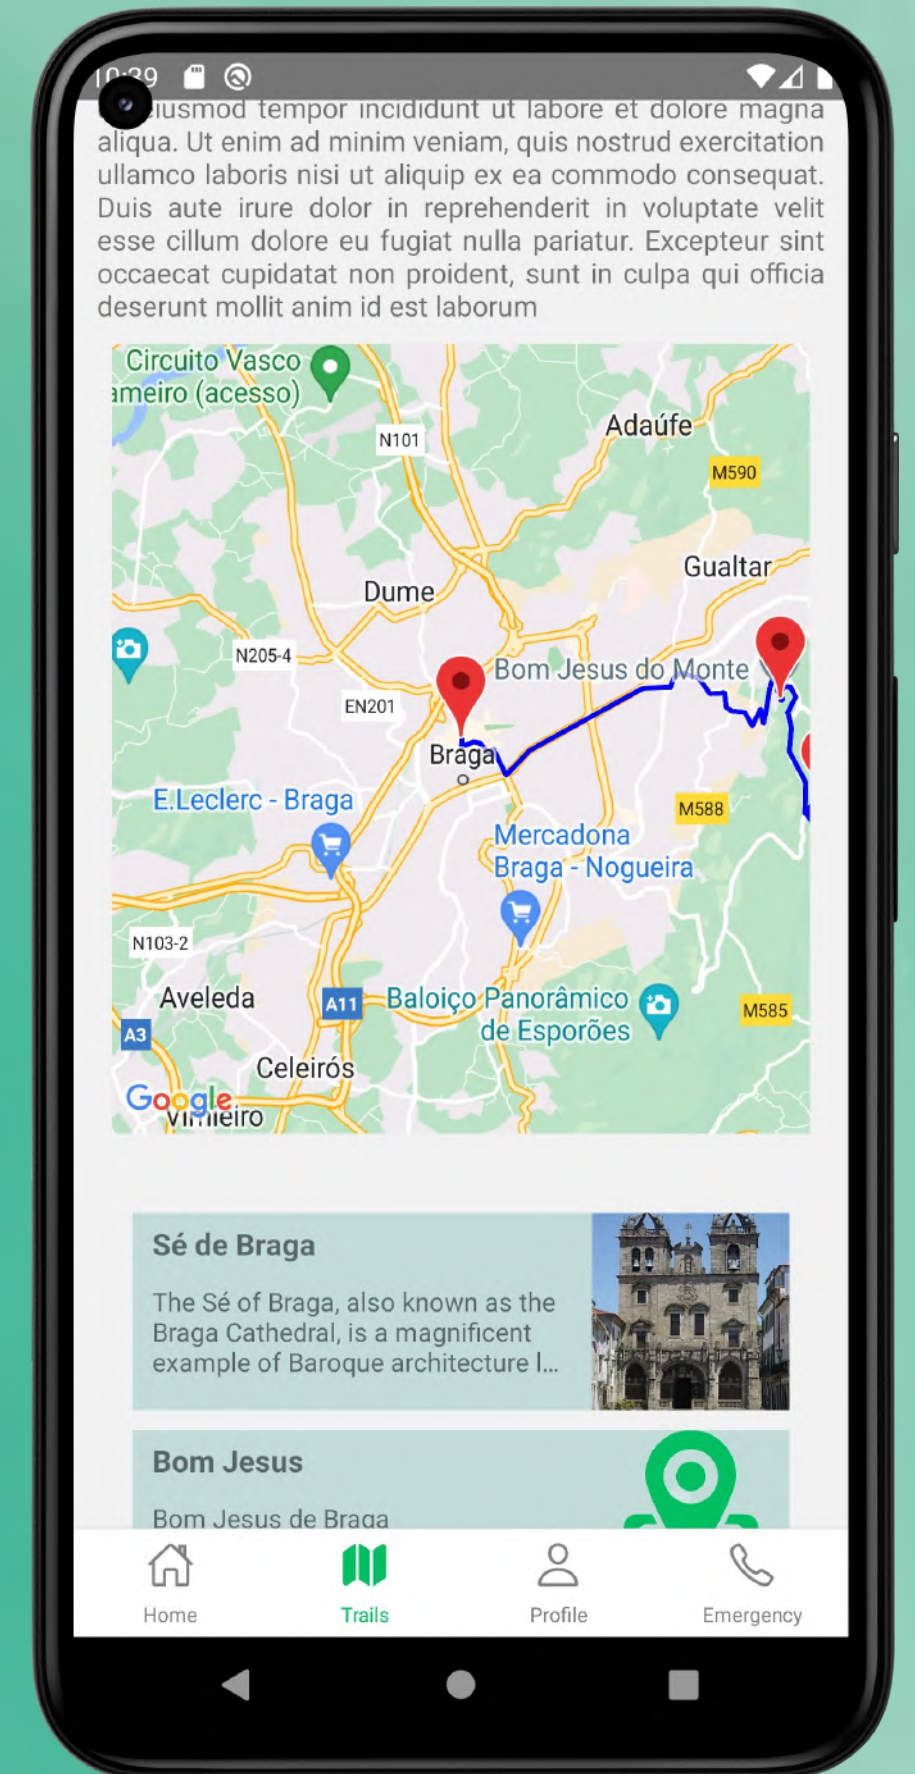 10:39
eiusmod tempor incididunt ut labore et dolore magna
aliqua. Ut enim ad minim veniam, quis nostrud exercitation
ullamco laboris nisi ut aliquip ex ea commodo consequat.
Duis aute irure dolor in reprehenderit in voluptate velit
esse cillum dolore eu fugiat nulla pariatur. Excepteur sint
occaecat cupidatat non proident, sunt in culpa qui officia
deserunt mollit anim id est laborum
Circuito Vasco
ameiro (acesso)
N101
Adaúfe
M590
Gualtar
Dume
N205-4
Bom Jesus do Monte
EN201
Braga
E.Leclerc - Braga
M588
Mercadona
Braga - Nogueira
N103-2
Aveleda
A11
Baloiço Panorâmico
de Esporões
M585
A3
Celeirós
Google
Vimieiro
Sé de Braga
The Sé of Braga, also known as the
Braga Cathedral, is a magnificent
example of Baroque architecture l...
Bom Jesus
Bom Jesus de Braga
Home
Trails
Profile
Emergency